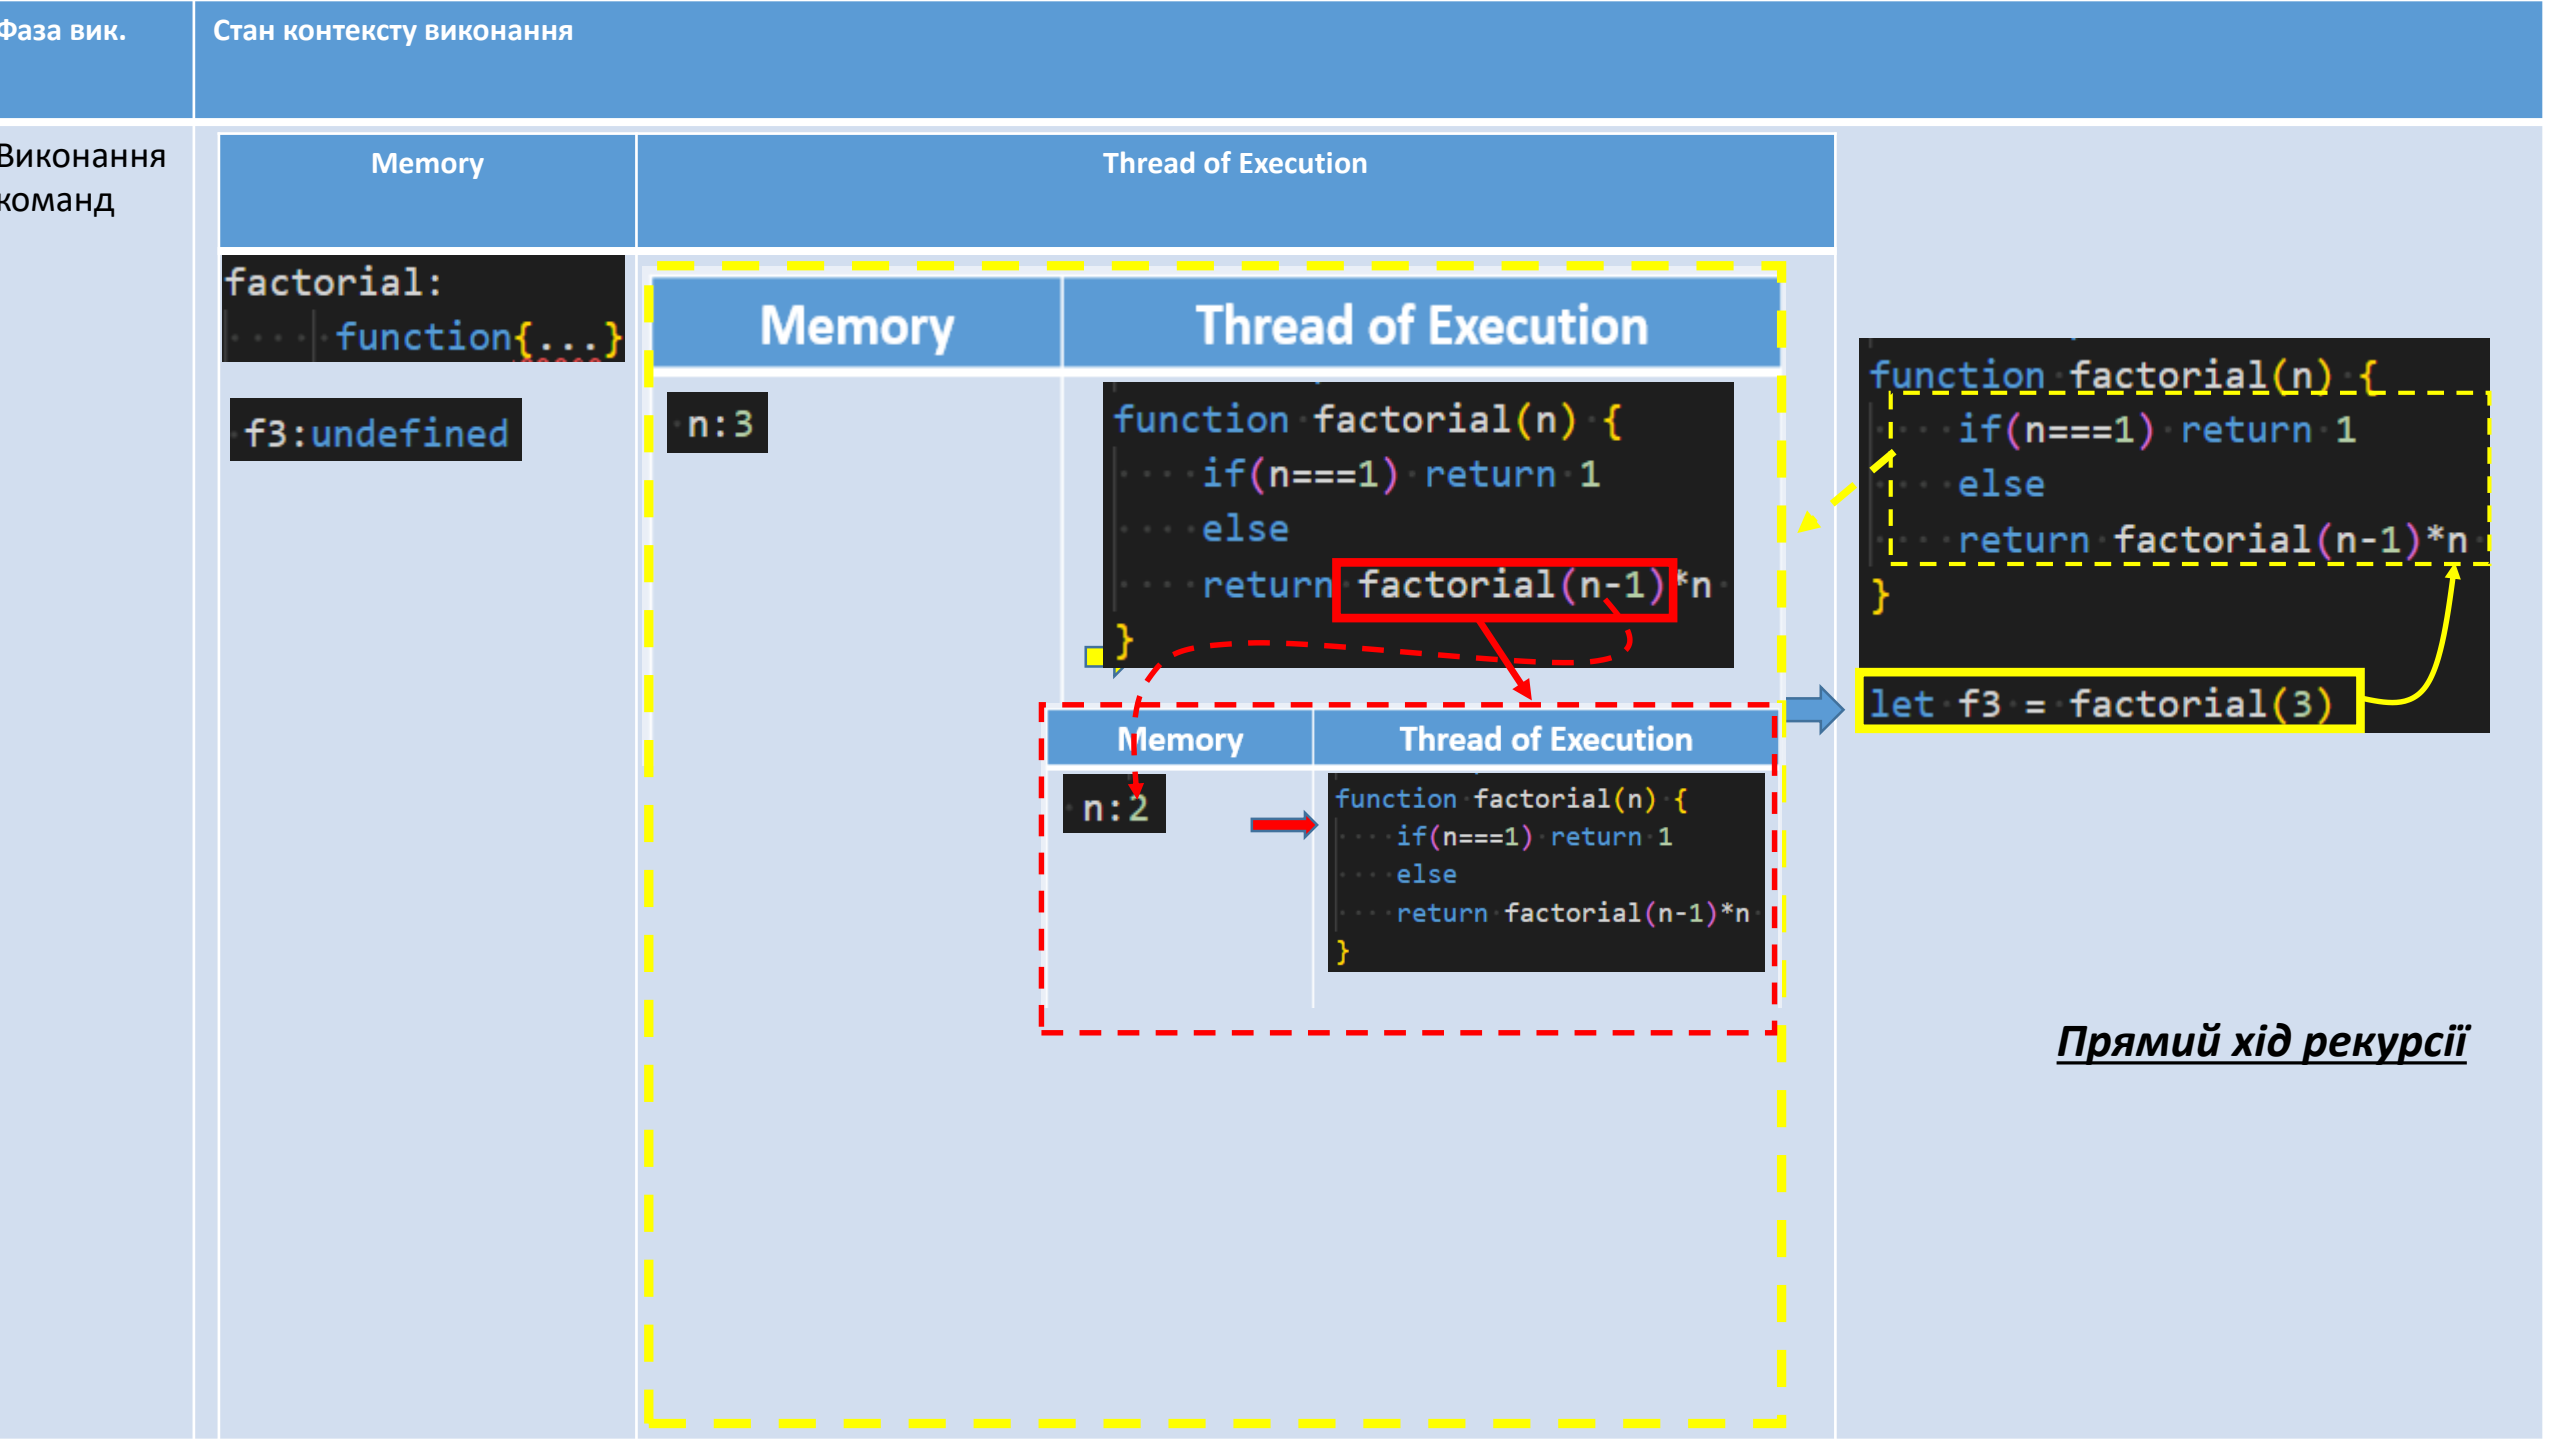 Фаза вик.
Стан контексту виконання
Виконання
команд
Memory
Thread of Execution
factorial:
function{...}
f3:undefined
Memory
Thread of Execution
n:3
function factorial(n) {
if(n===1) return 1
else
return factorial(n-1)*n
}
Memory
Thread of Execution
n:2
function factorial(n) {
if(n===1) return 1
else
return factorial(n-1)*n
}
function factorial(n) {
if(n===1) return 1
else
return factorial(n-1)*n
}
let f3 = factorial(3)
Прямий хід рекурсії